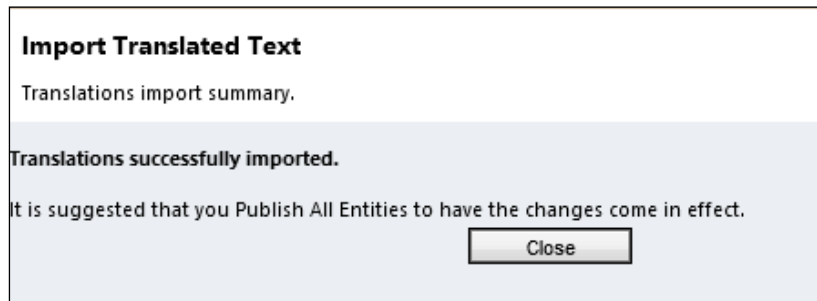 Import Translated Text
Translations import summary.
Translations successfully imported.
It is suggested that you Publish All Entities to have the changes come in effect.
Close